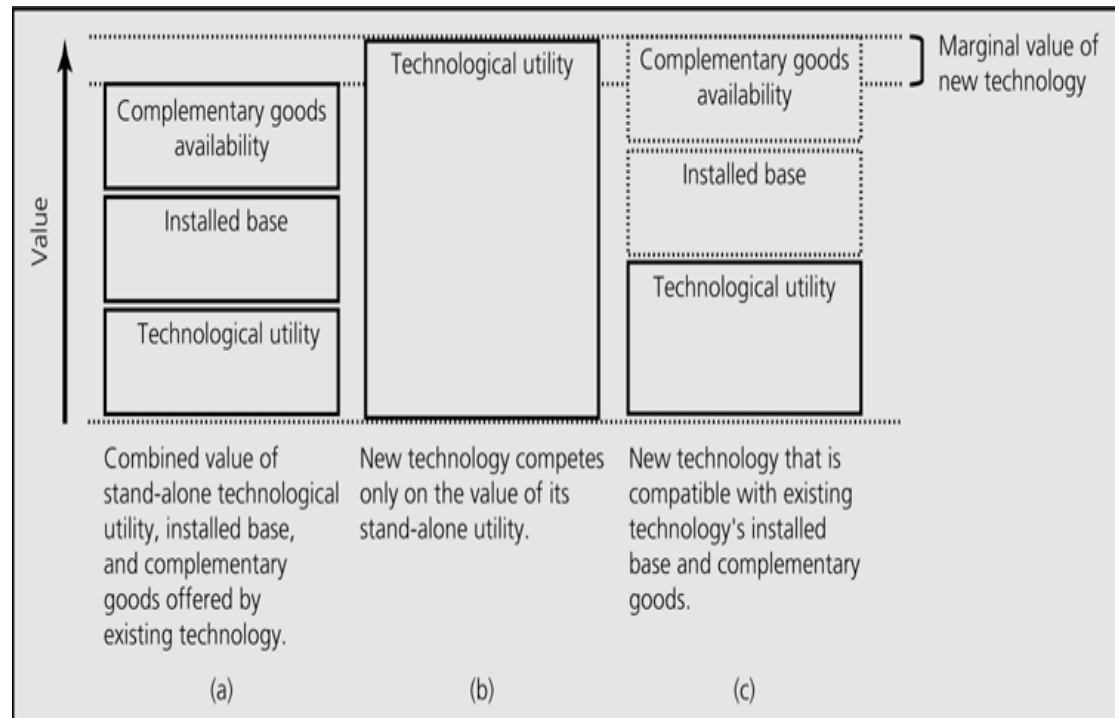 Value
Complementary goods
availability
Installed base
Technological utility
Technological utility
Complementary goods
availability
Installed base
Technological utility
Marginal value of
new technology
Combined value of
stand-alone technological
utility, installed base,
and complementary
goods offered by
existing technology.
New technology competes
only on the value of its
stand-alone utility.
New technology that is
compatible with existing
technology's installed
base and complementary
goods.
(a)
(b)
(c)